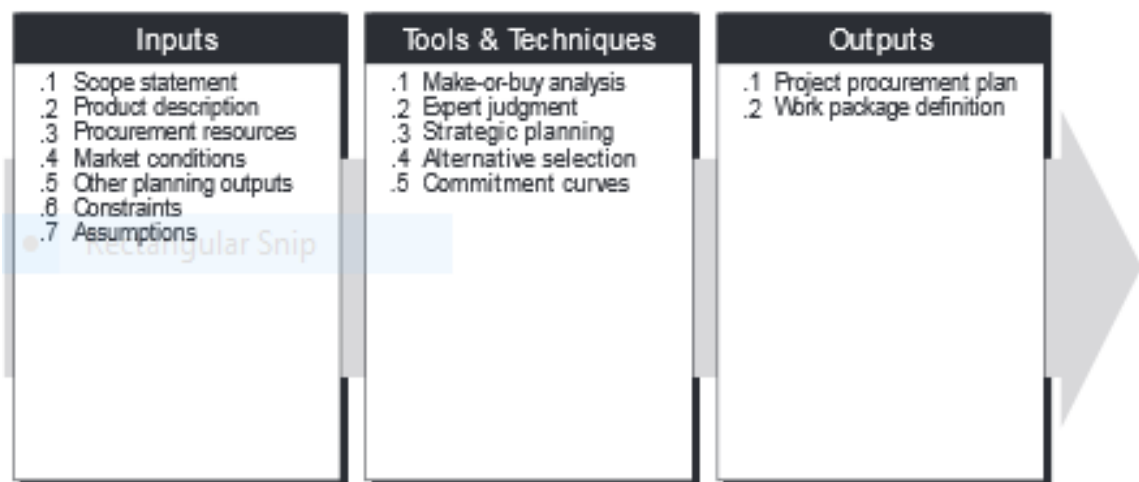 Inputs
.1 Scope statement
.2 Product description
.3 Procurement resources
.4 Market conditions
.5 Other planning outputs
.6 Constraints
.7 Assumptions
Rectangular Snip
Tools & Techniques
.1 Make-or-buy analysis
.2 Expert judgment
.3 Strategic planning
.4 Alternative selection
.5 Commitment curves
Outputs
.1 Project procurement plan
.2 Work package definition